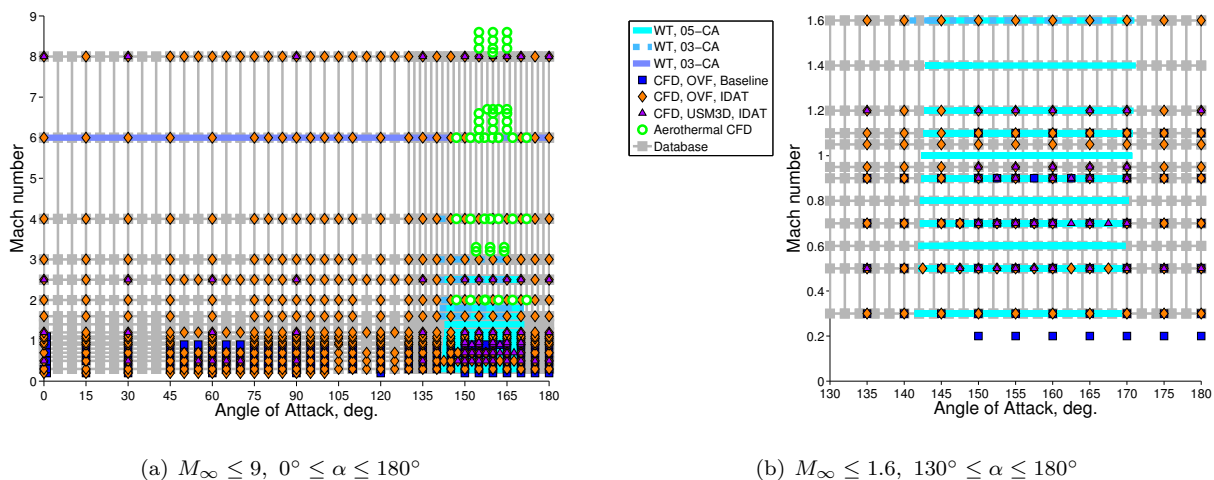 9
8
7
6
5
4
3
2
1
0
Mach number
0 15 30 45 60 75 90 105 120 135 150 165 180
Angle of Attack, deg.
(a) M∞ ≤ 9, 0° ≤ α ≤ 180°
WT, 05−CA
WT, 03−CA
WT, 03−CA
CFD, OVF, Baseline
CFD, OVF, IDAT
CFD, USM3D, IDAT
Aerothermal CFD
Database
1.6
1.4
1.2
1
0.8
0.6
0.4
0.2
0
Mach number
130 135 140 145 150 155 160 165 170 175 180
Angle of Attack, deg.
(b) M∞ ≤ 1.6, 130° ≤ α ≤ 180°